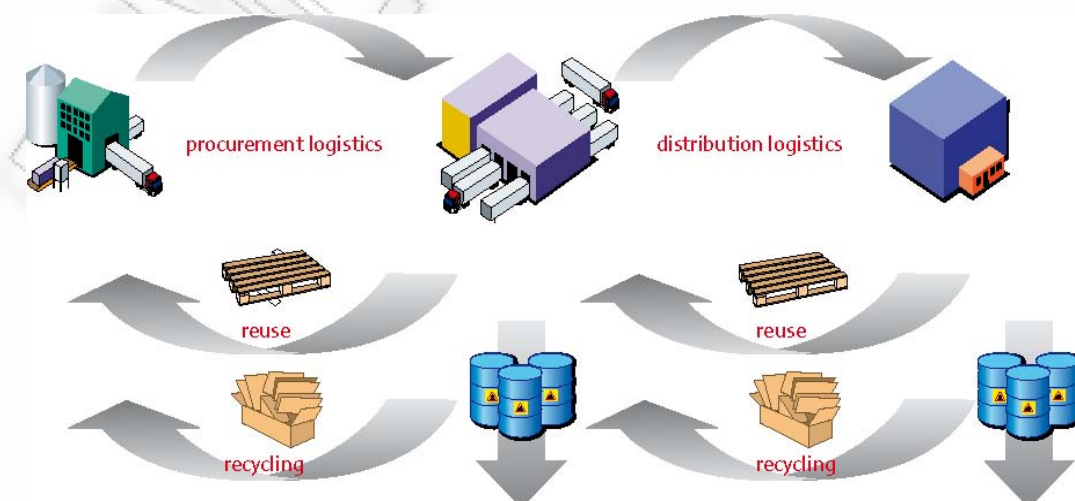 procurement logistics
distribution logistics
reuse
reuse
recycling
recycling